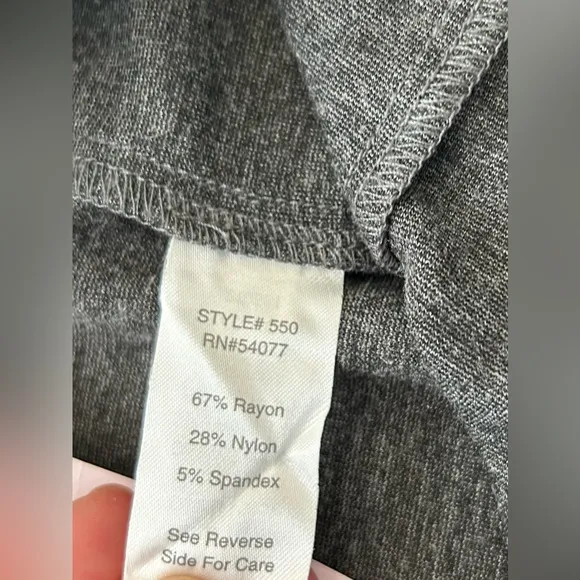 STYLE# 550
RN#54077
67% Rayon
28% Nylon
5% Spandex
See Reverse
Side For Care